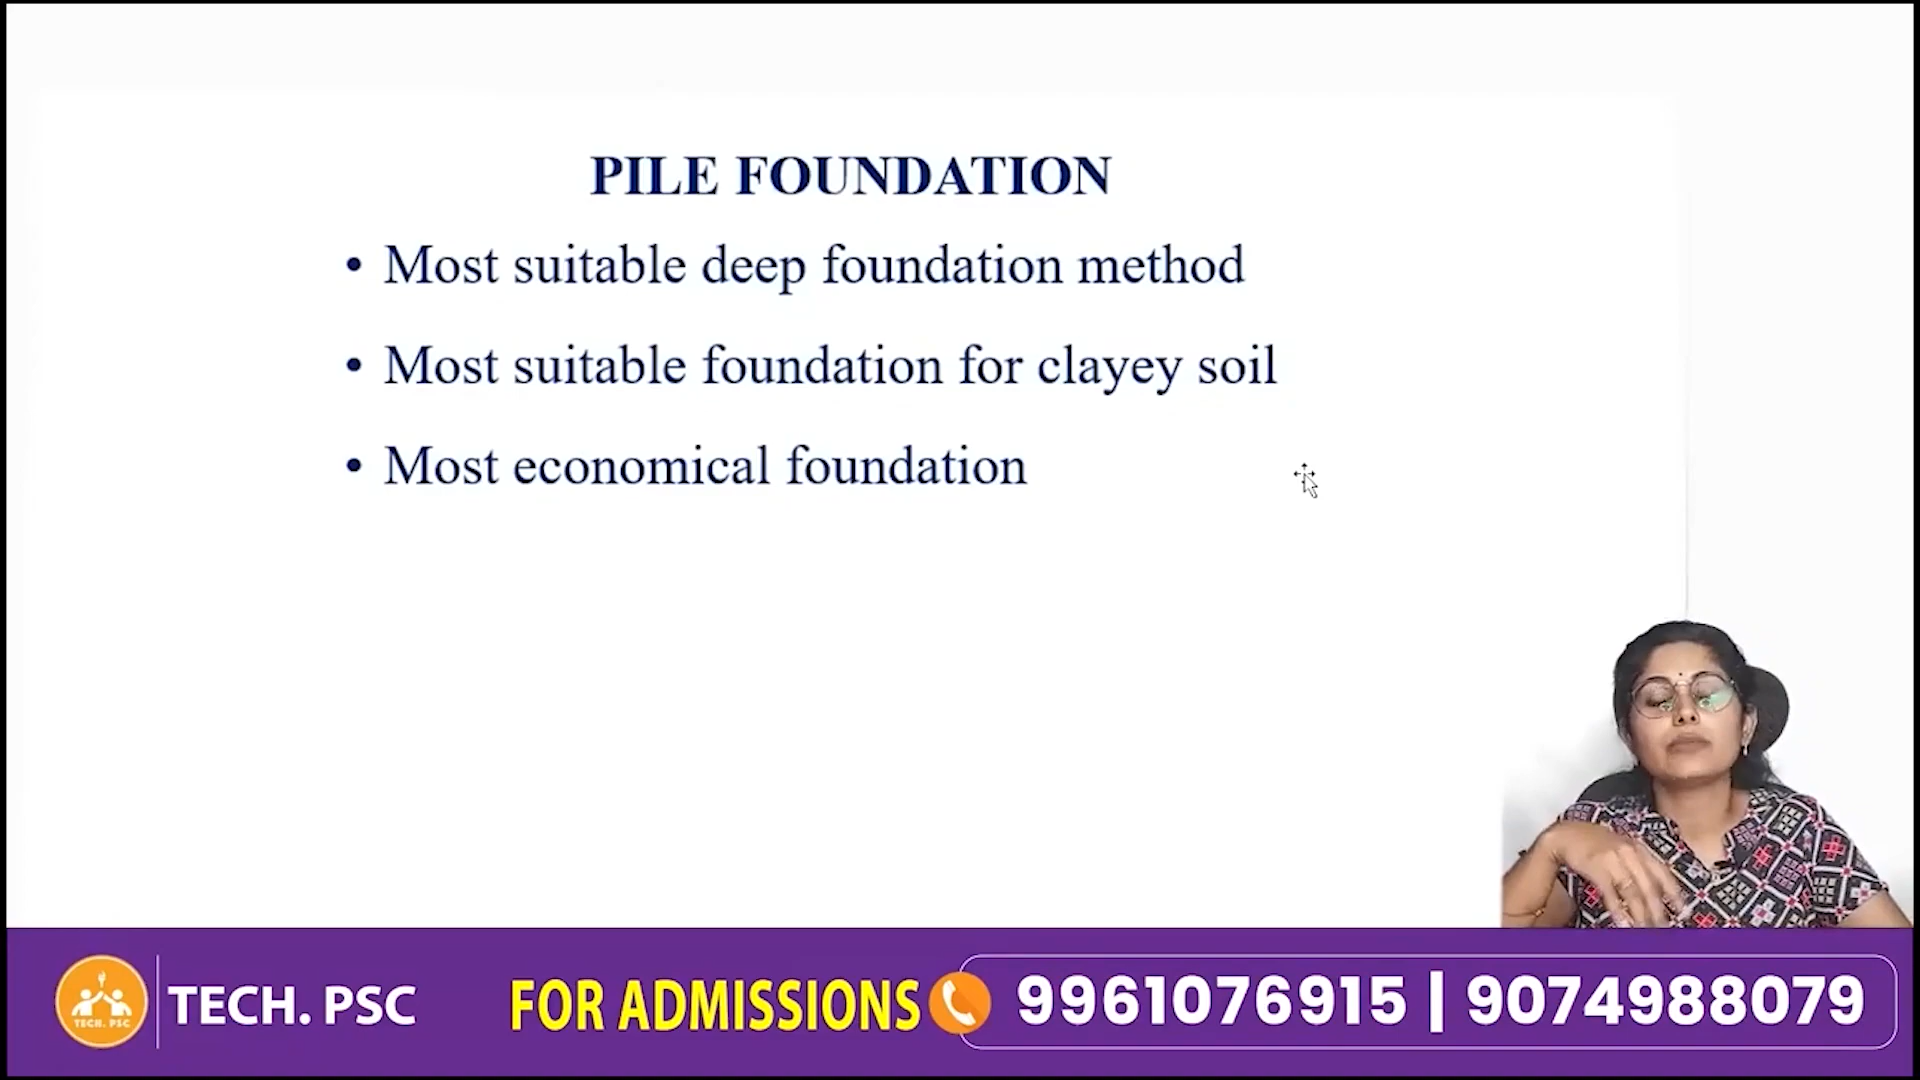 PILE FOUNDATION
• Most suitable deep foundation method
• Most suitable foundation for clayey soil
• Most economical foundation
TECH. PSC
TECH. PSC
FOR ADMISSIONS
9961076915 | 9074988079